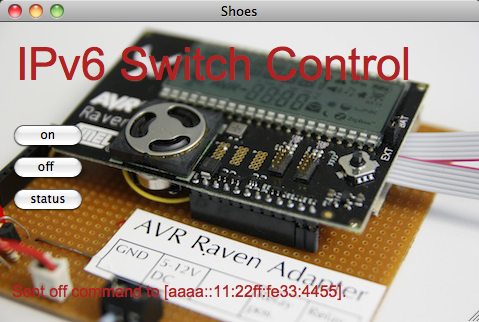 Shoes
IPv6 Switch Control
AVR
Raven
on
off
status
EXT
AVR Raven Adapter
GND
5-12V
DC
Sent off command to [aaaa::11:22ff:fe33:4455].